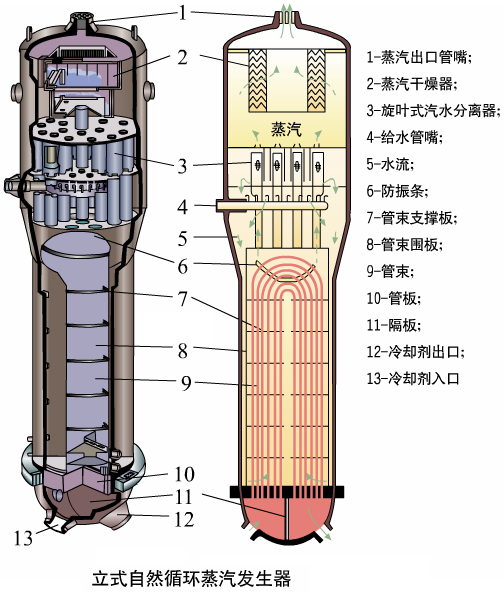 1
2
3
4
5
6
7
8
9
10
11
12
13
蒸汽
1-蒸汽出口管嘴;
2-蒸汽干燥器;
3-旋叶式汽水分离器;
4-给水管嘴;
5-水流;
6-防振条;
7-管束支撑板;
8-管束围板;
9-管束;
10-管板;
11-隔板;
12-冷却剂出口;
13-冷却剂入口
立式自然循环蒸汽发生器